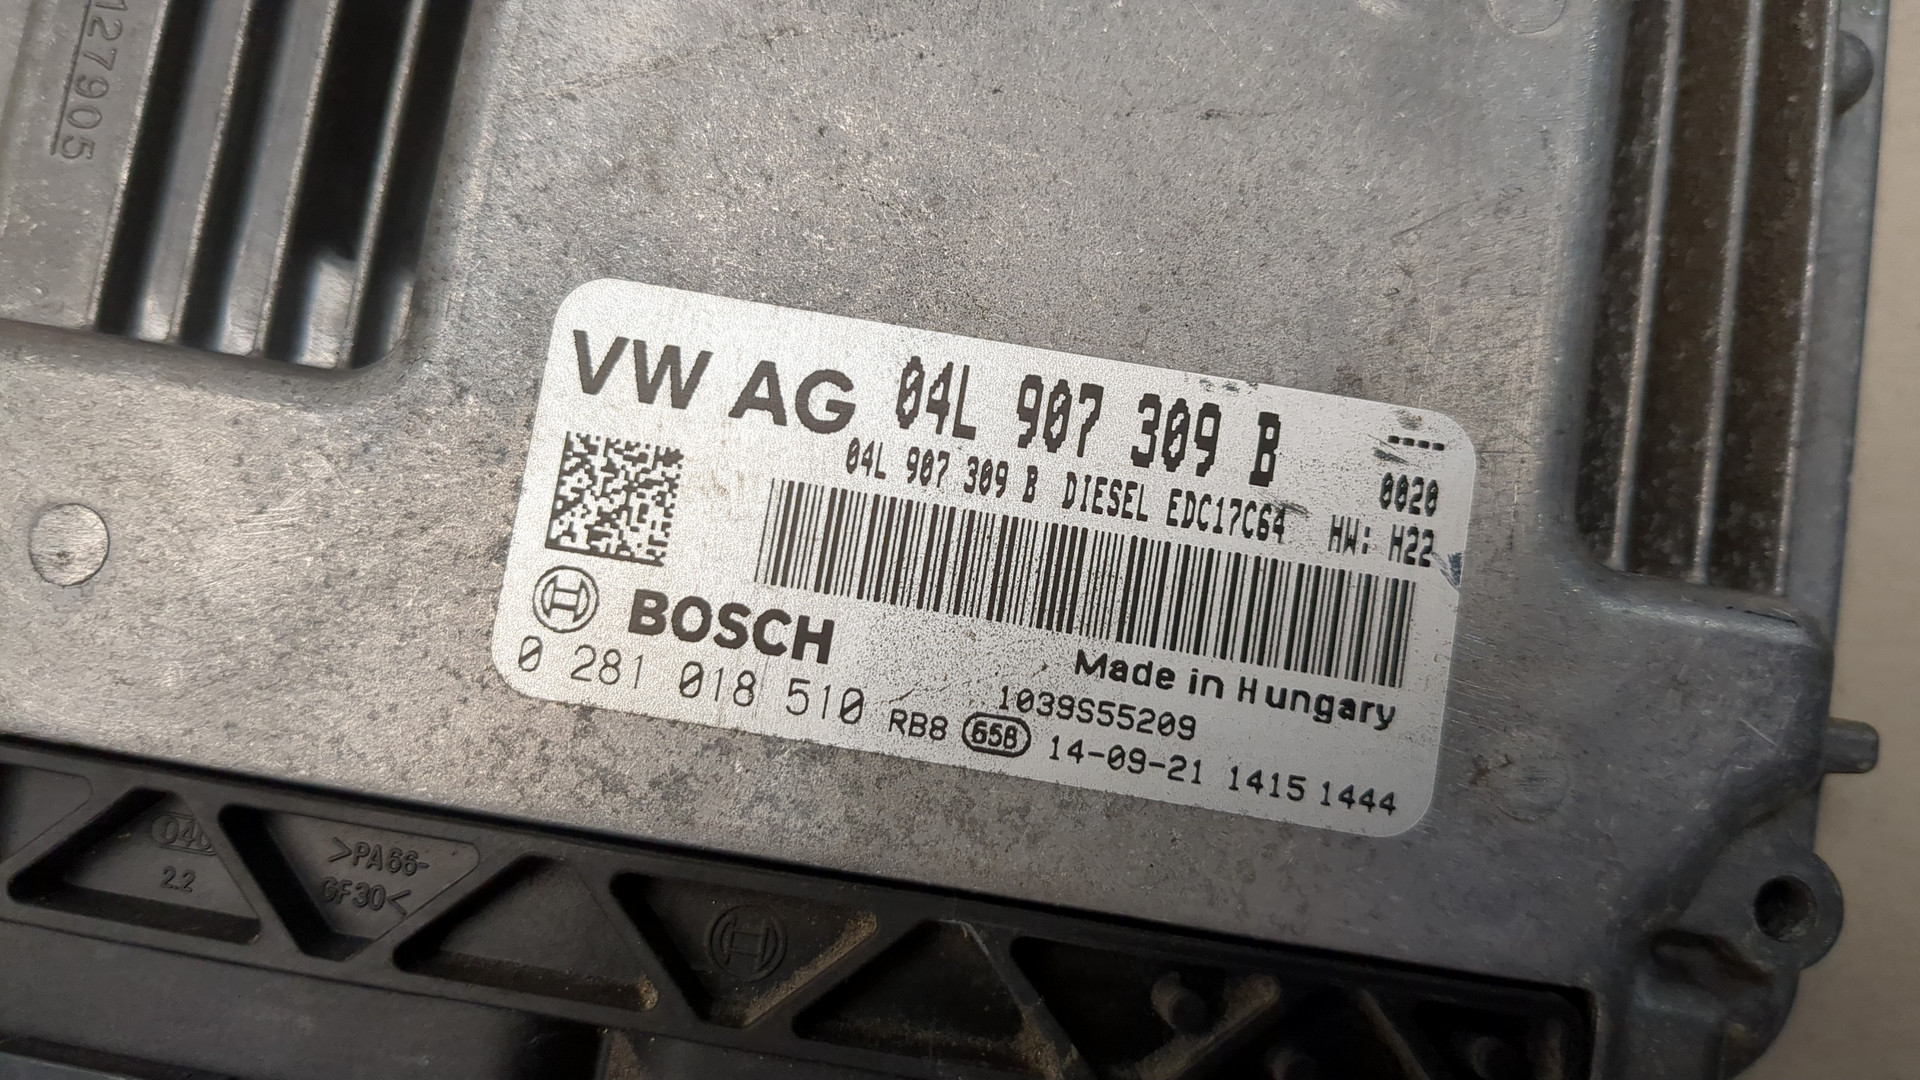 127905
VW AG 04L 907 309 B ----
04L 907 309 B DIESEL EDC17C64 0020
HW: H22
BOSCH
Made in Hungary
0 281 018 510 1039S55209
RB8 656 14-09-21 1415 1444
04L
2.2
>PA66-
GF30<